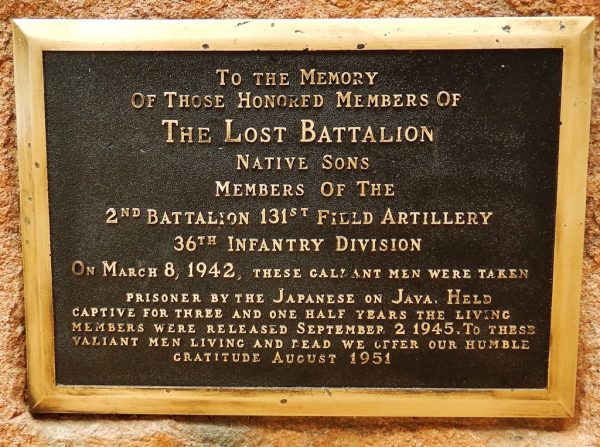 To the Memory
Of Those Honored Members Of
The Lost Battalion
Native Sons
Members Of The
2nd Battalion 131st Field Artillery
36th Infantry Division
On March 8, 1942, these gallant men were taken
prisoner by the Japanese on Java. Held
captive for three and one half years the living
members were released September 2 1945. To these
valiant men living and dead we offer our humble
gratitude August 1951